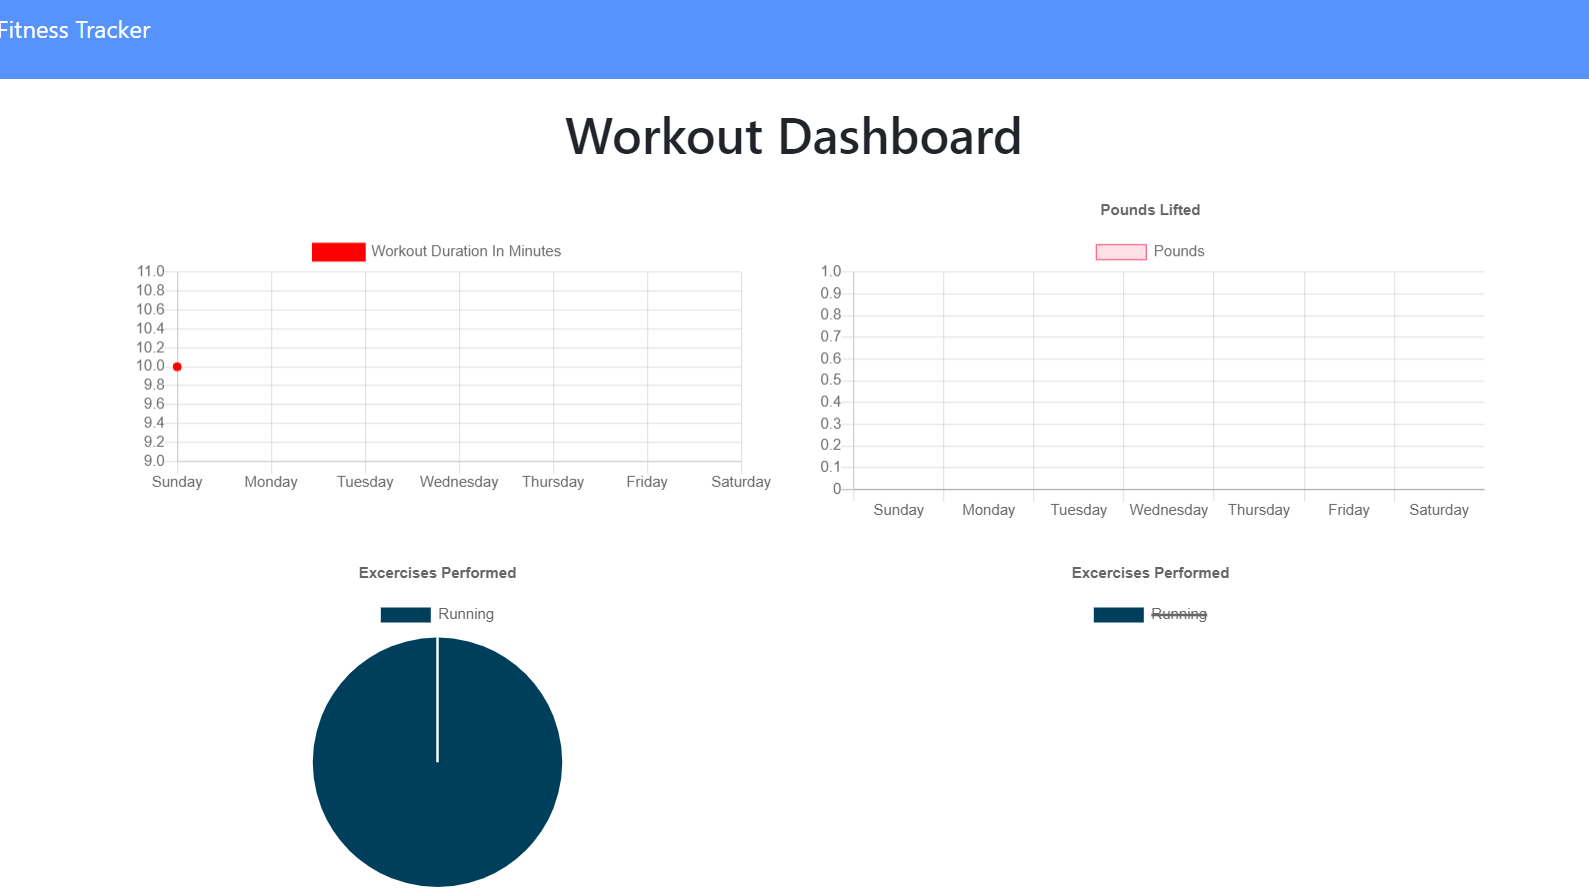 Fitness Tracker
Workout Dashboard
Workout Duration In Minutes
11.0
10.8
10.6
10.4
10.2
10.0
9.8
9.6
9.4
9.2
9.0
Sunday Monday Tuesday Wednesday Thursday Friday Saturday
Pounds Lifted
Pounds
1.0
0.9
0.8
0.7
0.6
0.5
0.4
0.3
0.2
0.1
0
Sunday Monday Tuesday Wednesday Thursday Friday Saturday
Excercises Performed
Running
Excercises Performed
Running